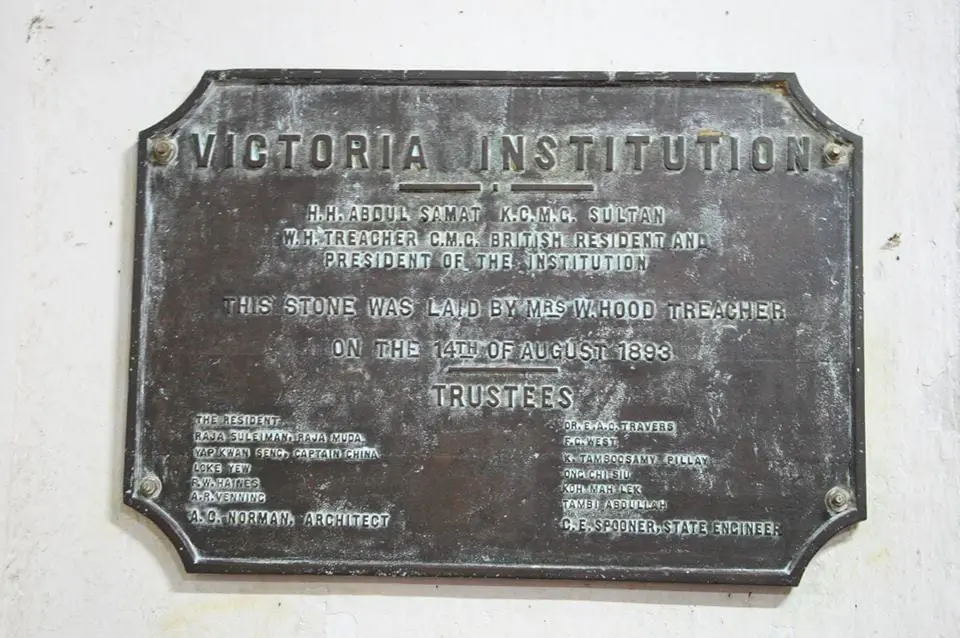 VICTORIA INSTITUTION
H.H. ABDUL SAMAT K.C.M.G. SULTAN
W.H. TREACHER C.M.G. BRITISH RESIDENT AND
PRESIDENT OF THE INSTITUTION
THIS STONE WAS LAID BY MRS W. HOOD TREACHER
ON THE 14TH OF AUGUST 1893
TRUSTEES
THE RESIDENT.
RAJA SULEIMAN, RAJA MUDA.
YAP KWAN SENG, CAPTAIN CHINA
LOKE YEW
R.W. HAINES
A.R. VENNING
A.C. NORMAN, ARCHITECT
DR. E.A.O. TRAVERS
F.G. WEST.
K. TAMBOOSAMY PILLAY
ONG CHI SIU
KOH MAH LEK
TAMBI ABDULLAH
C.E. SPOONER, STATE ENGINEER